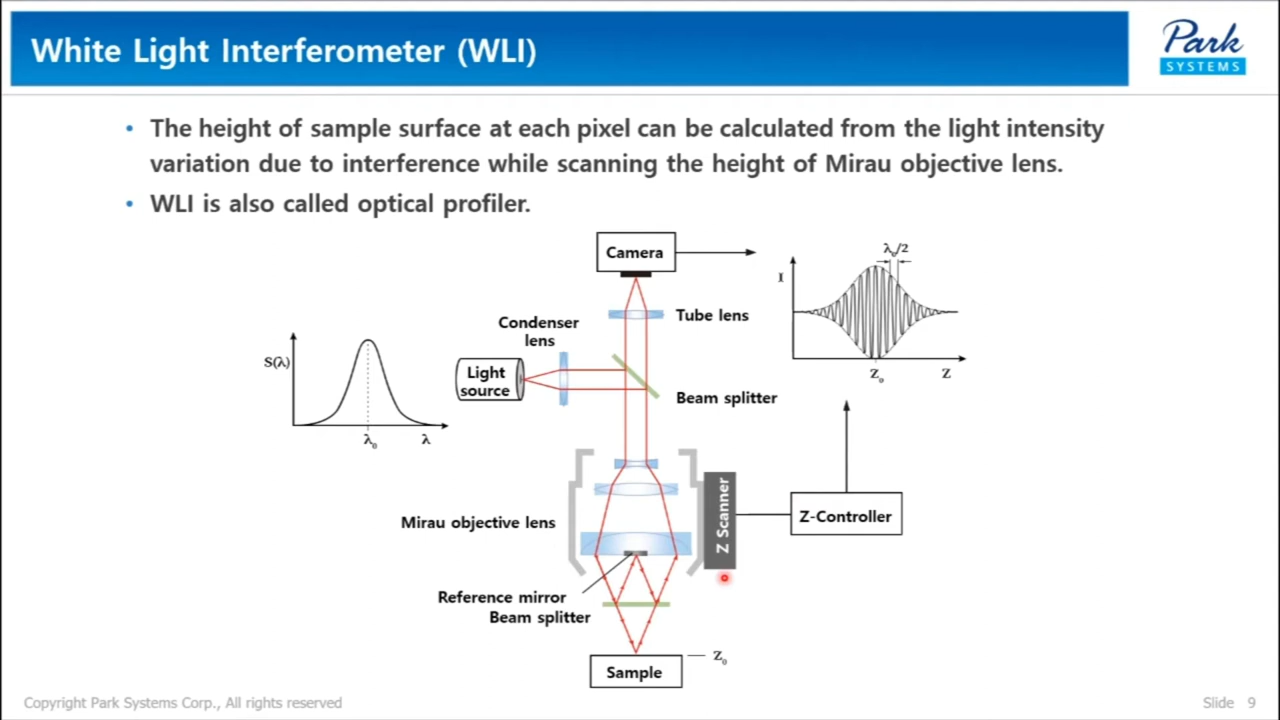 White Light Interferometer (WLI)
Park
SYSTEMS
• The height of sample surface at each pixel can be calculated from the light intensity
variation due to interference while scanning the height of Mirau objective lens.
• WLI is also called optical profiler.
Camera
λ₀/2
I
Tube lens
Condenser
lens
S(λ)
Light
source
Z₀
Z
Beam splitter
λ₀
λ
Z Scanner
Mirau objective lens
Z-Controller
Reference mirror
Beam splitter
Z₀
Sample
Copyright Park Systems Corp., All rights reserved
Slide 9